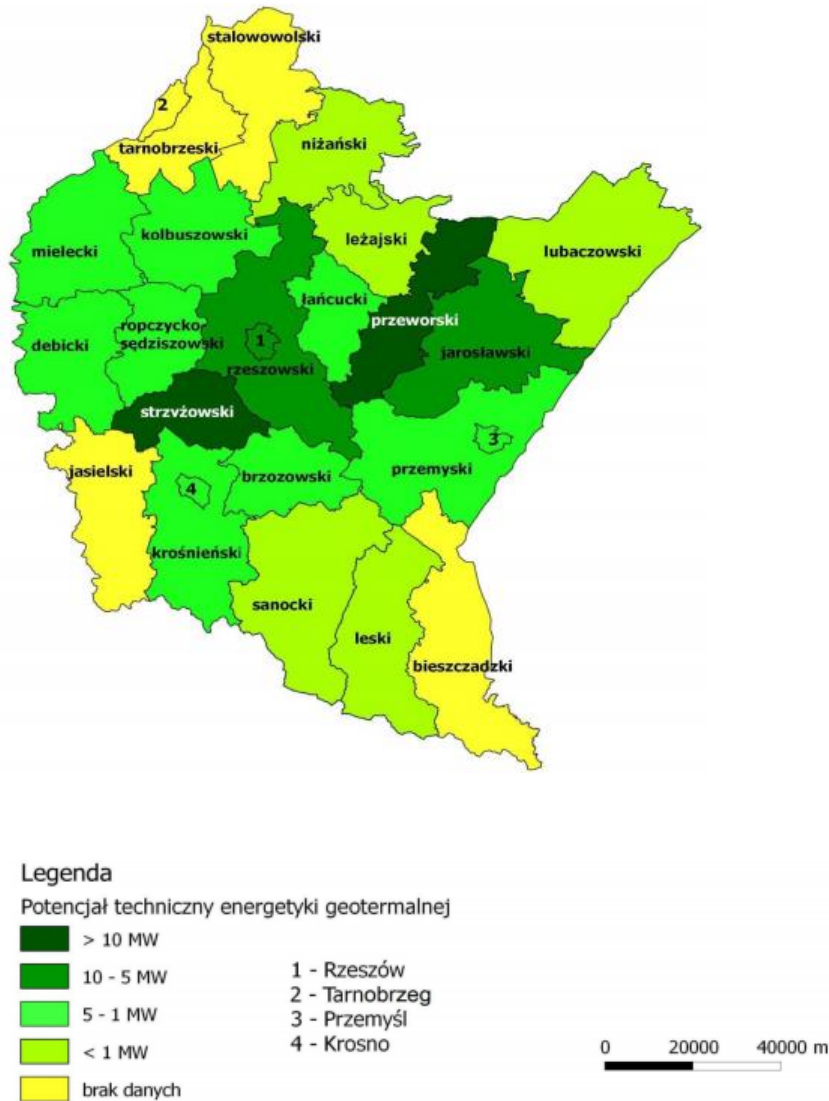 stalowowolski
2
tarnobrzeski
niżański
mielecki
kolbuszowski
leżajski
lubaczowski
łańcucki
ropczycko-
sędziszowski
debicki
przeworski
1
rzeszowski
jarosławski
strzvżowski
3
jasielski
brzozowski
przemyski
4
krośnieński
sanocki
leski
bieszczadzki
Legenda
Potencjał techniczny energetyki geotermalnej
> 10 MW
10 - 5 MW
5 - 1 MW
< 1 MW
brak danych
1 - Rzeszów
2 - Tarnobrzeg
3 - Przemyśl
4 - Krosno
0 20000 40000 m